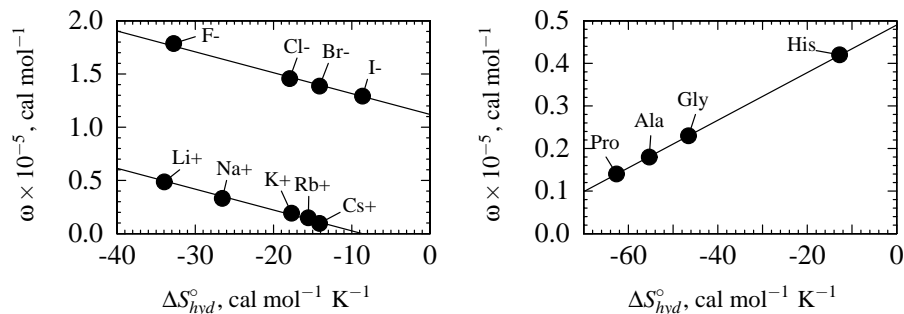 2.0
1.5
1.0
0.5
0.0
-40
-30
-20
-10
0
ω × 10⁻⁵, cal mol⁻¹
ΔS°hyd, cal mol⁻¹ K⁻¹
F-
Cl-
Br-
I-
Li+
Na+
K+
Rb+
Cs+
0.5
0.4
0.3
0.2
0.1
0.0
-60
-40
-20
0
ω × 10⁻⁵, cal mol⁻¹
ΔS°hyd, cal mol⁻¹ K⁻¹
His
Gly
Ala
Pro